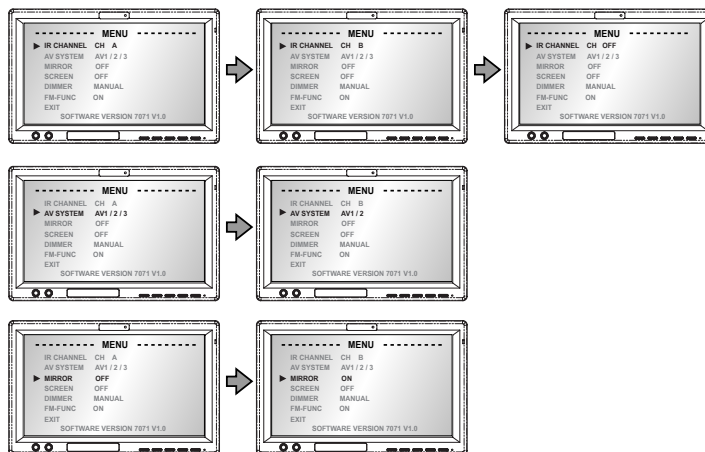 MENU
IR CHANNEL CH A
AV SYSTEM AV1 / 2 / 3
MIRROR OFF
SCREEN OFF
DIMMER MANUAL
FM-FUNC ON
EXIT
SOFTWARE VERSION 7071 V1.0
MENU
IR CHANNEL CH B
AV SYSTEM AV1 / 2 / 3
MIRROR OFF
SCREEN OFF
DIMMER MANUAL
FM-FUNC ON
EXIT
SOFTWARE VERSION 7071 V1.0
MENU
IR CHANNEL CH OFF
AV SYSTEM AV1 / 2 / 3
MIRROR OFF
SCREEN OFF
DIMMER MANUAL
FM-FUNC ON
EXIT
SOFTWARE VERSION 7071 V1.0
MENU
IR CHANNEL CH A
AV SYSTEM AV1 / 2 / 3
MIRROR OFF
SCREEN OFF
DIMMER MANUAL
FM-FUNC ON
EXIT
SOFTWARE VERSION 7071 V1.0
MENU
IR CHANNEL CH B
AV SYSTEM AV1 / 2
MIRROR OFF
SCREEN OFF
DIMMER MANUAL
FM-FUNC ON
EXIT
SOFTWARE VERSION 7071 V1.0
MENU
IR CHANNEL CH A
AV SYSTEM AV1 / 2 / 3
MIRROR OFF
SCREEN OFF
DIMMER MANUAL
FM-FUNC ON
EXIT
SOFTWARE VERSION 7071 V1.0
MENU
IR CHANNEL CH B
AV SYSTEM AV1 / 2 / 3
MIRROR ON
SCREEN OFF
DIMMER MANUAL
FM-FUNC ON
EXIT
SOFTWARE VERSION 7071 V1.0